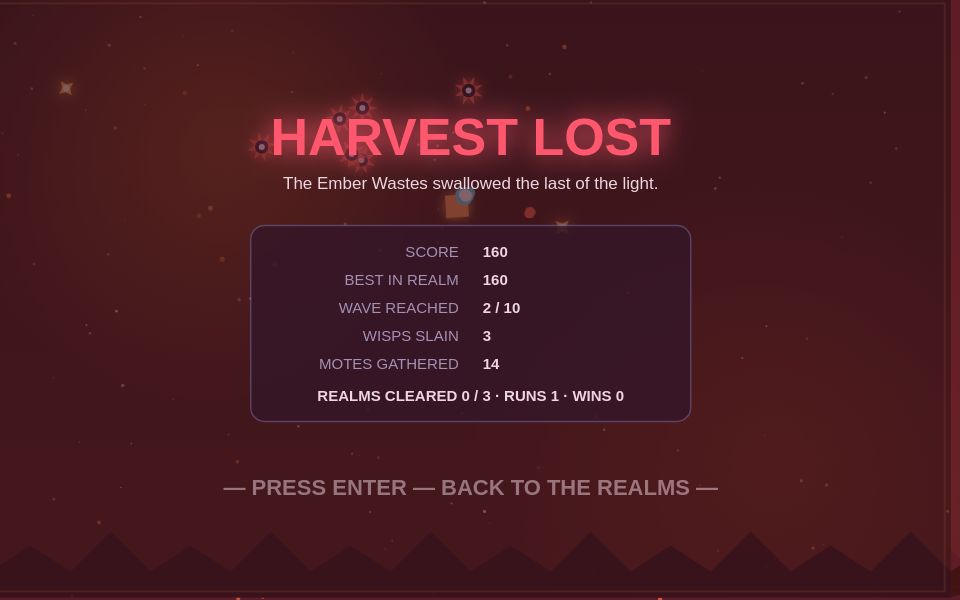 HARVEST LOST
The Ember Wastes swallowed the last of the light.
SCORE 160
BEST IN REALM 160
WAVE REACHED 2 / 10
WISPS SLAIN 3
MOTES GATHERED 14
REALMS CLEARED 0 / 3 · RUNS 1 · WINS 0
— PRESS ENTER — BACK TO THE REALMS —